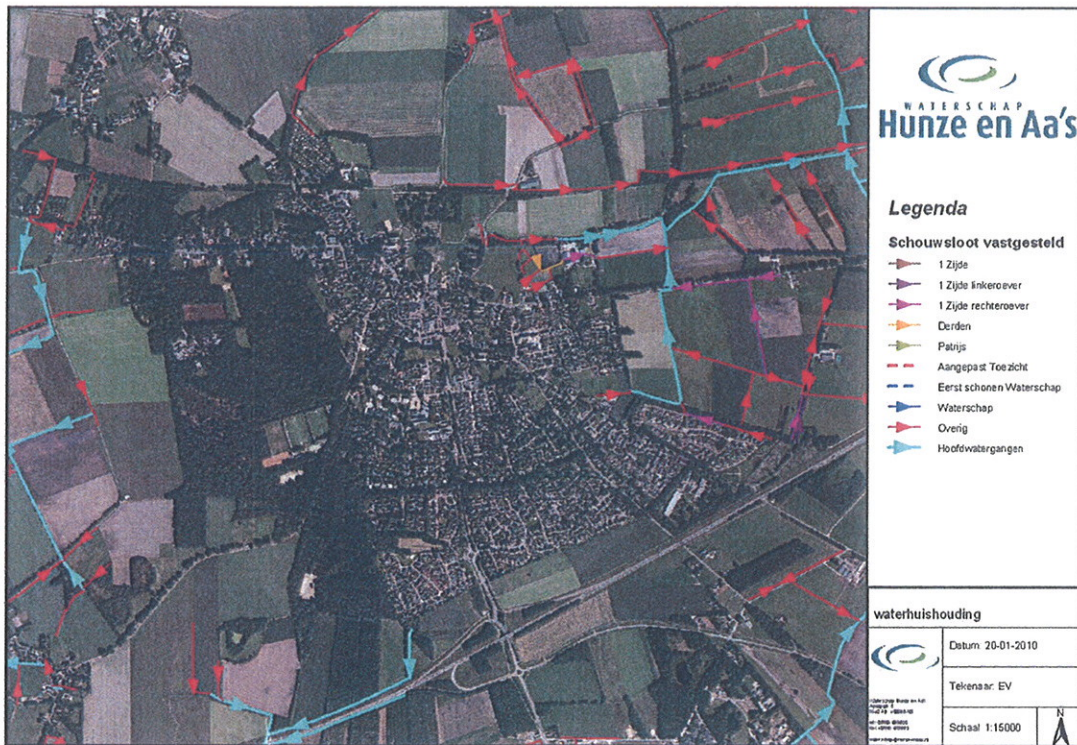 WATERSCHAP
Hunze en Aa's
Legenda
Schouwsloot vastgesteld
1 Zijde
1 Zijde linkeroever
1 Zijde rechteroever
Derden
Patrijs
Aangepast Toezicht
Eerst schonen Waterschap
Waterschap
Overig
Hoofdwatergangen
waterhuishouding
Datum: 20-01-2010
Tekenaar: EV
Schaal 1:15000
N